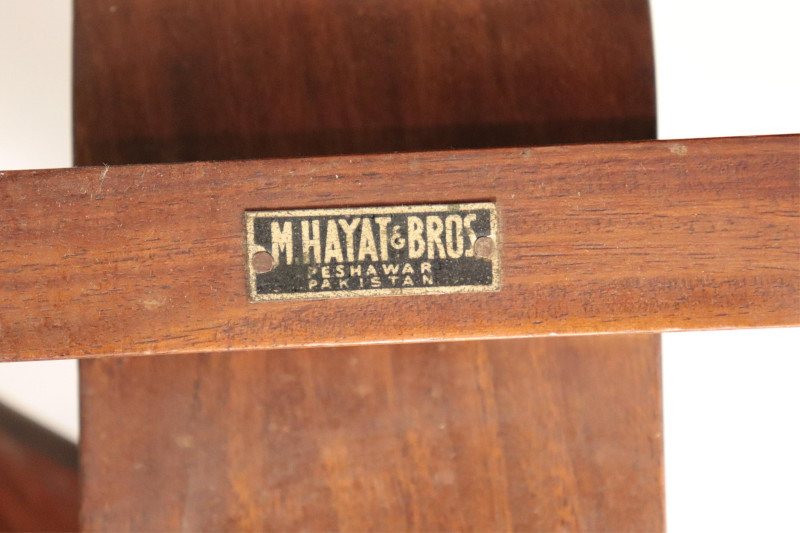 M. HAYAT & BROS
PESHAWAR
PAKISTAN